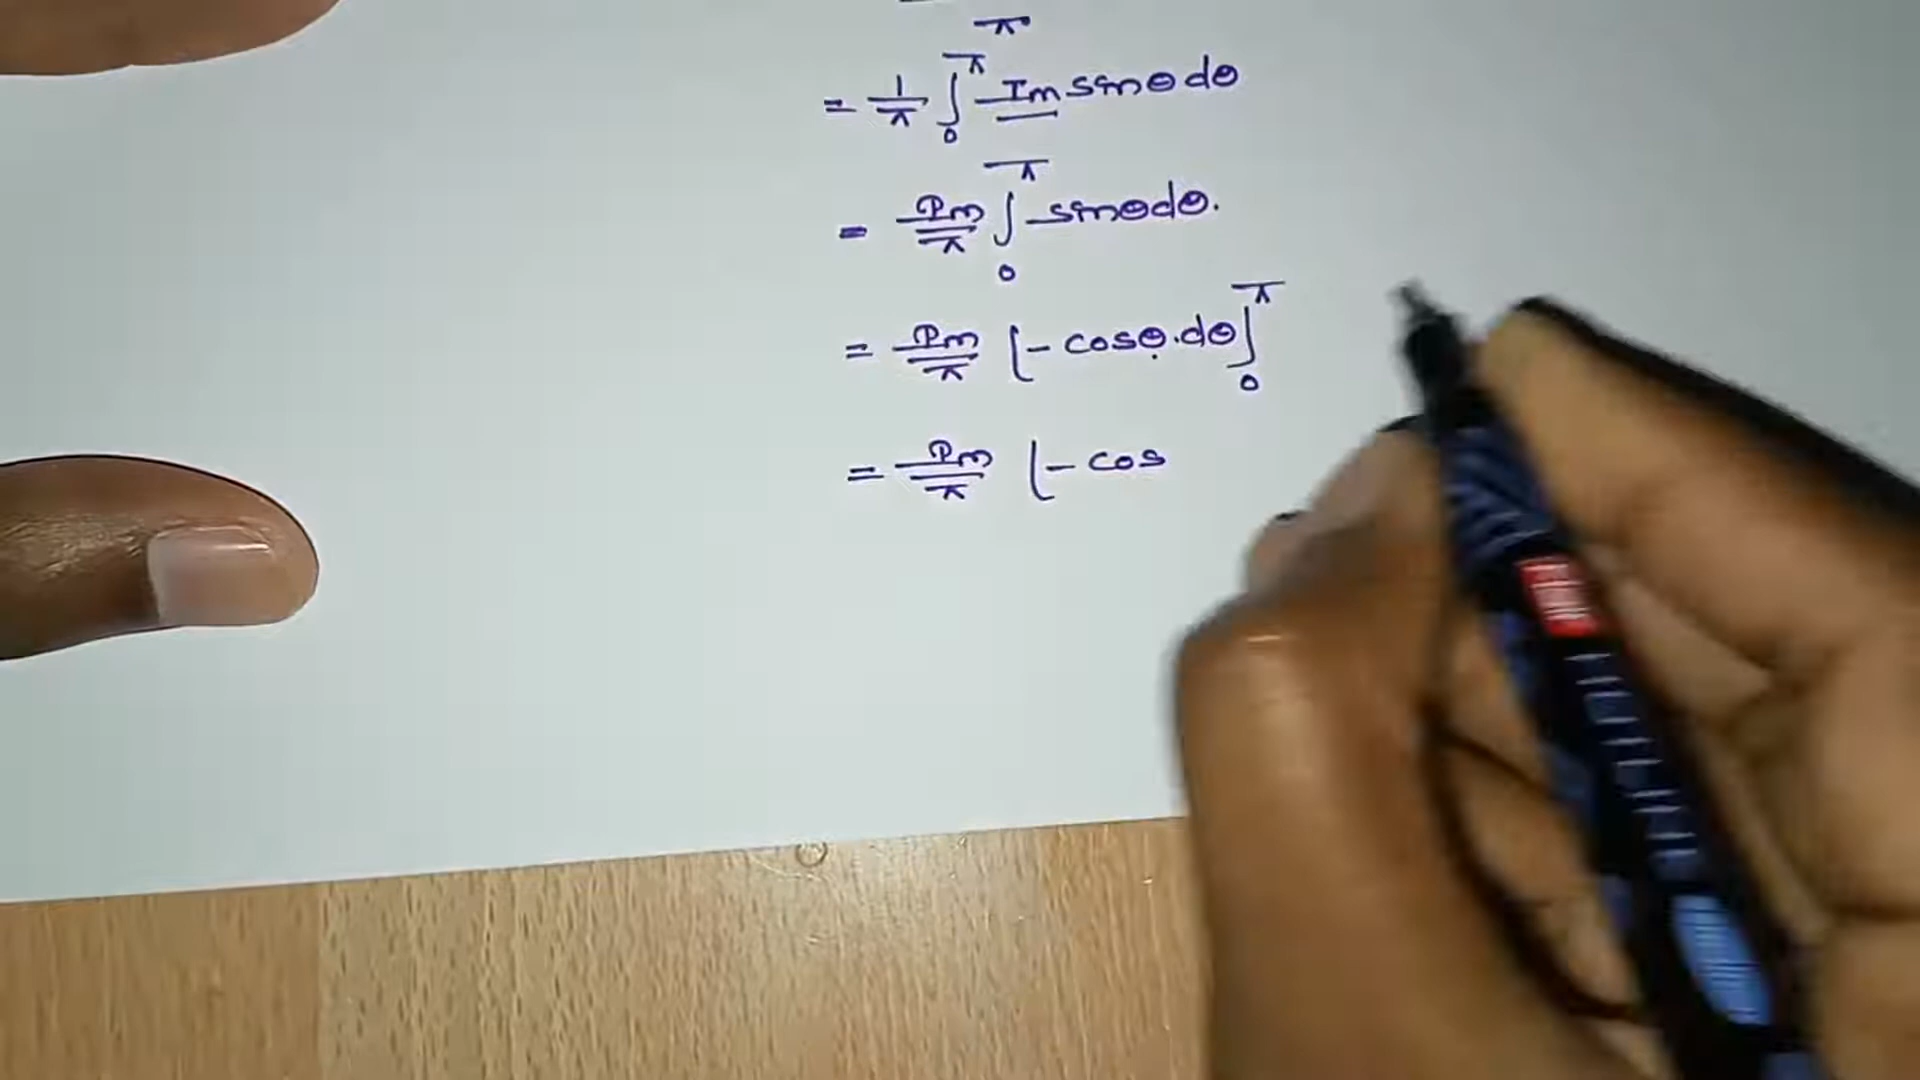 π
= 1/π ∫₀^π Im sinθ dθ
= Im/π ∫₀^π sinθ dθ.
= Im/π [- cosθ. dθ]₀^π
= Im/π [- cos